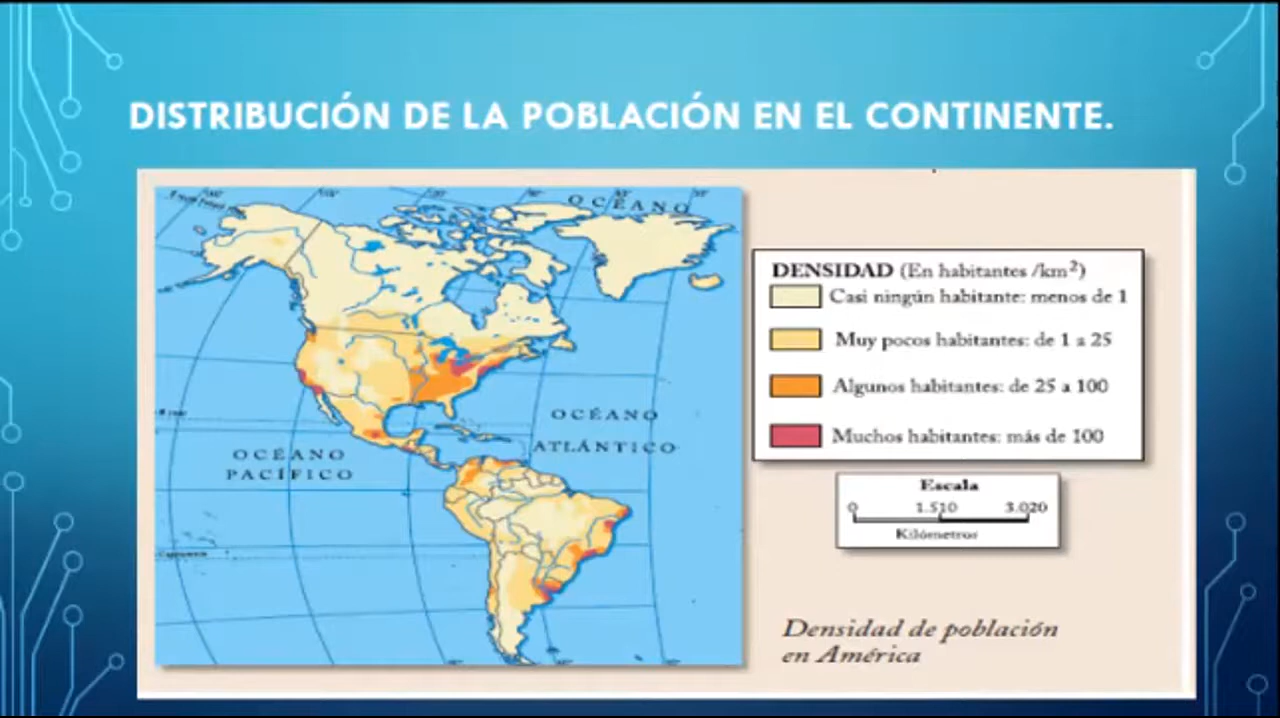 DISTRIBUCIÓN DE LA POBLACIÓN EN EL CONTINENTE.
OCÉANO
DENSIDAD (En habitantes /km²)
Casi ningún habitante: menos de 1
Muy pocos habitantes: de 1 a 25
Algunos habitantes: de 25 a 100
Muchos habitantes: más de 100
OCÉANO
ATLÁNTICO
OCÉANO
PACÍFICO
Escala
0 1.510 3.020
Kilómetros
Densidad de población
en América